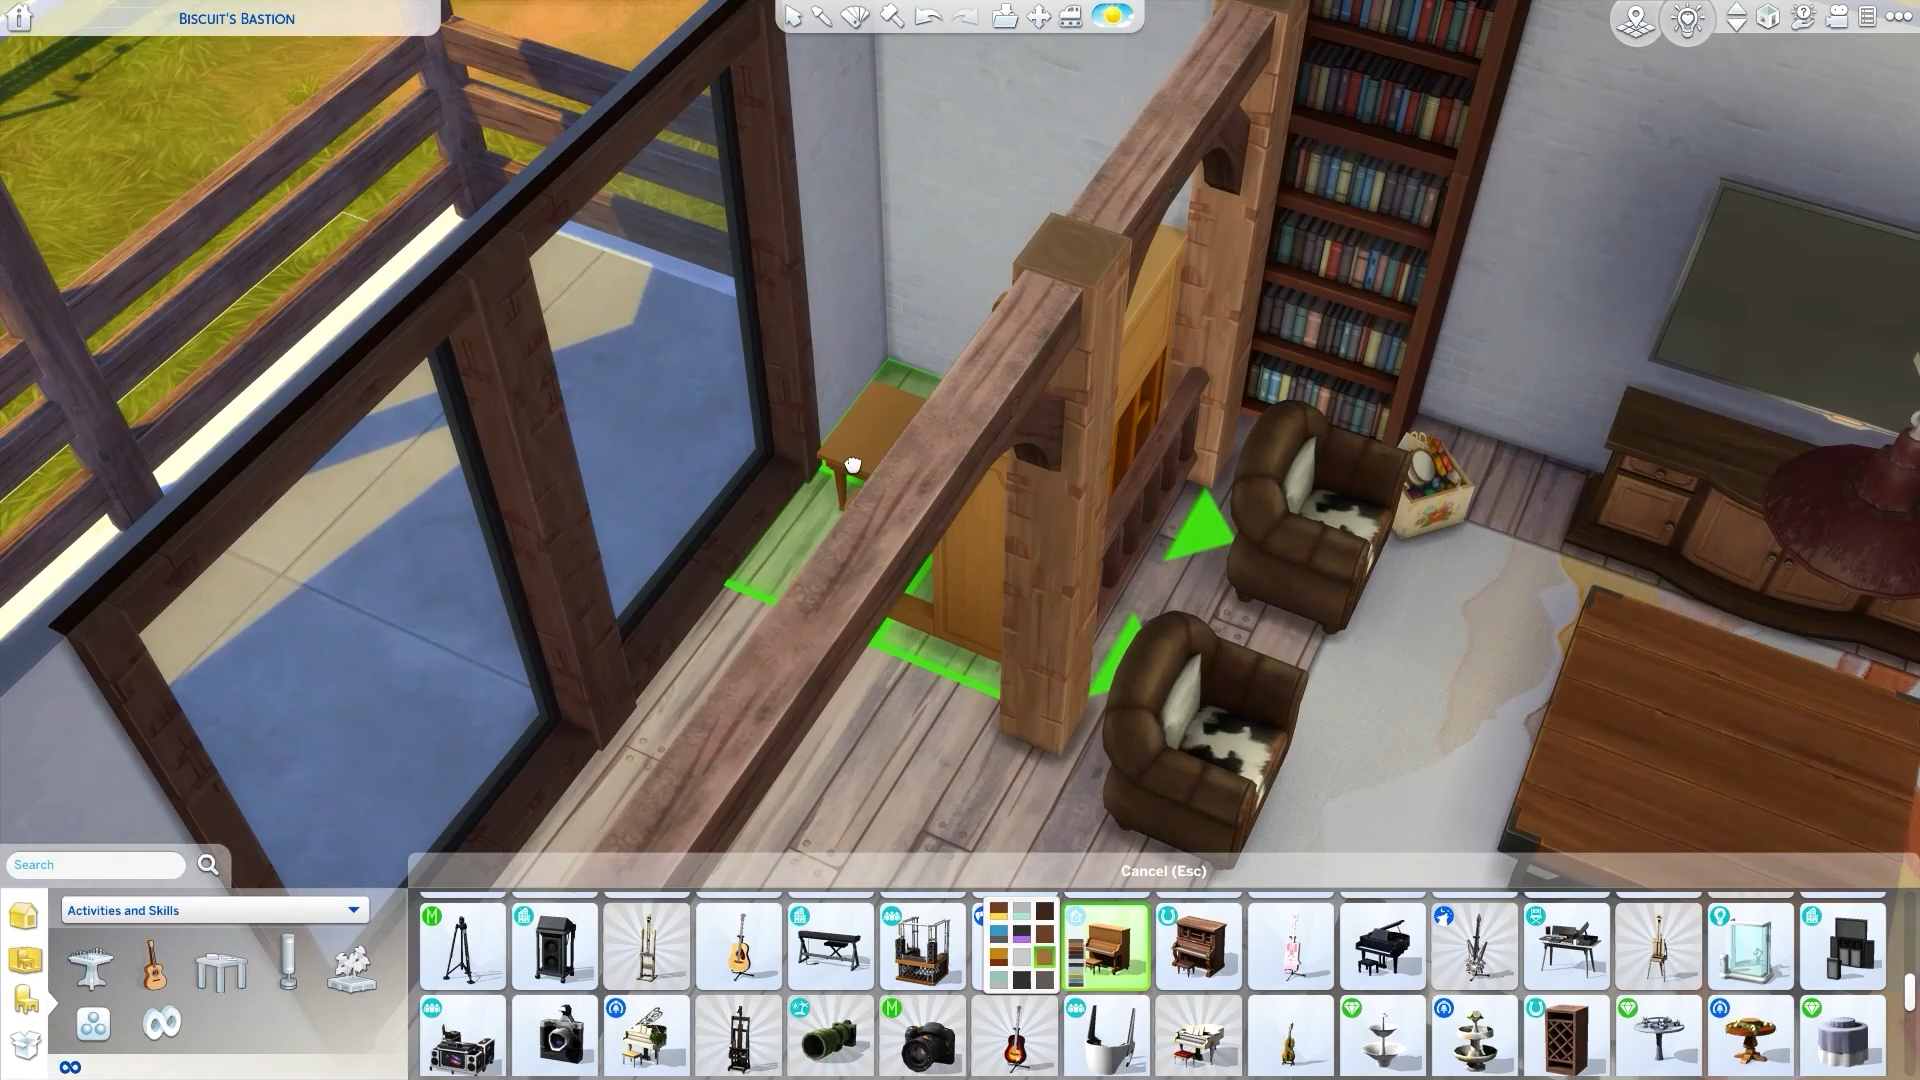 BISCUIT'S BASTION
Cancel (Esc)
Search
Activities and Skills
M
M